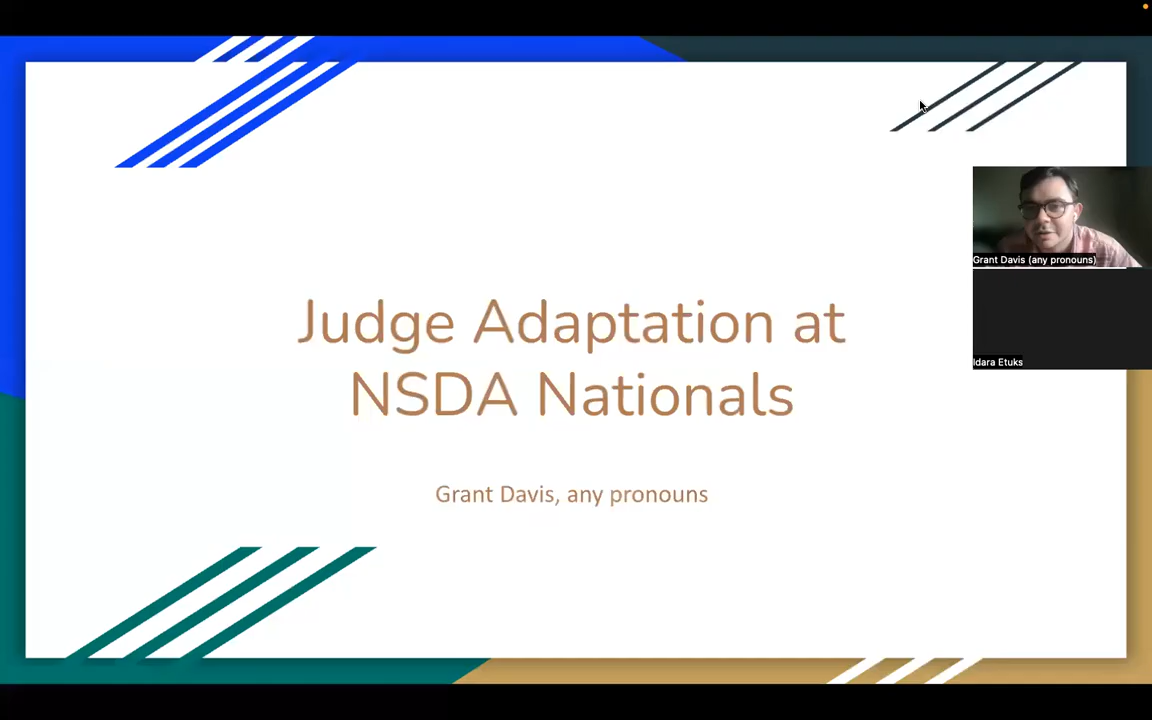 Judge Adaptation at
NSDA Nationals
Grant Davis, any pronouns
Grant Davis (any pronouns)
Idara Etuks